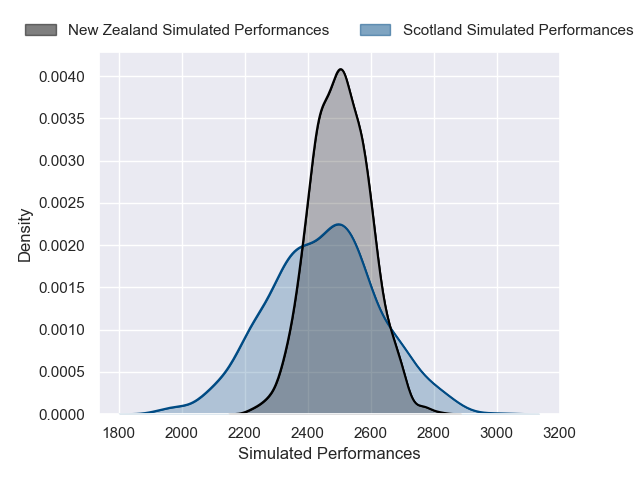 New Zealand Simulated Performances
Scotland Simulated Performances
0.0040
0.0035
0.0030
0.0025
0.0020
0.0015
0.0010
0.0005
0.0000
Density
1800 2000 2200 2400 2600 2800 3000 3200
Simulated Performances